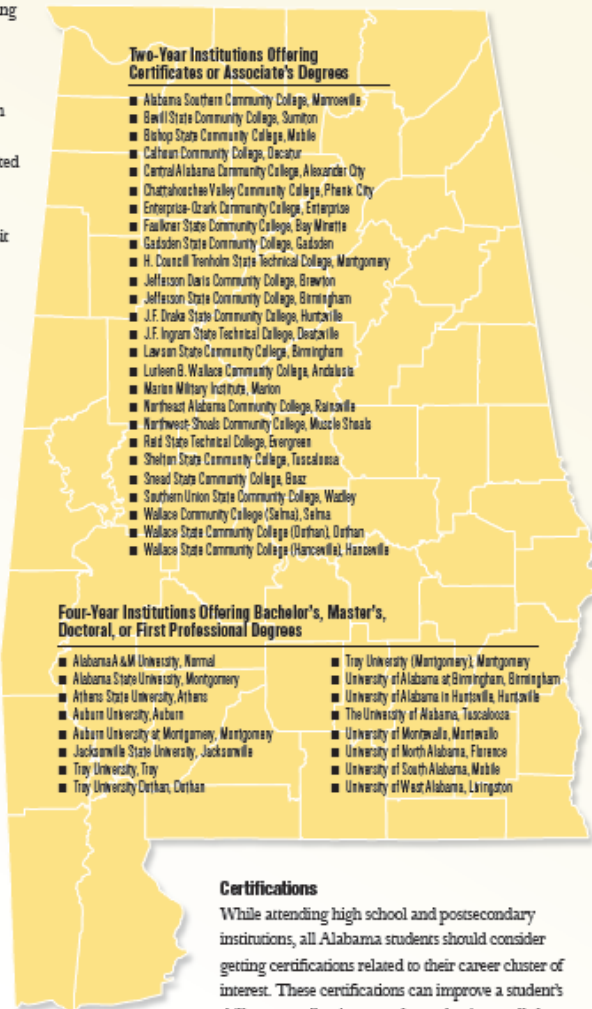 ng
n
ted
it
Two-Year Institutions Offering
Certificates or Associate's Degrees
■ Alabama Southern Community College, Monroeville
■ Bevill State Community College, Sumiton
■ Bishop State Community College, Mobile
■ Calhoun Community College, Decatur
■ Central Alabama Community College, Alexander City
■ Chattahoochee Valley Community College, Phenix City
■ Enterprise-Ozark Community College, Enterprise
■ Faulkner State Community College, Bay Minette
■ Gadsden State Community College, Gadsden
■ H. Councill Trenholm State Technical College, Montgomery
■ Jefferson Davis Community College, Brewton
■ Jefferson State Community College, Birmingham
■ J.F. Drake State Community College, Huntsville
■ J.F. Ingram State Technical College, Deatsville
■ Lawson State Community College, Birmingham
■ Lurleen B. Wallace Community College, Andalusia
■ Marion Military Institute, Marion
■ Northeast Alabama Community College, Rainsville
■ Northwest-Shoals Community College, Muscle Shoals
■ Reid State Technical College, Evergreen
■ Shelton State Community College, Tuscaloosa
■ Snead State Community College, Boaz
■ Southern Union State Community College, Wadley
■ Wallace Community College (Selma), Selma
■ Wallace State Community College (Dothan), Dothan
■ Wallace State Community College (Hanceville), Hanceville
Four-Year Institutions Offering Bachelor's, Master's,
Doctoral, or First Professional Degrees
■ Alabama A & M University, Normal
■ Alabama State University, Montgomery
■ Athens State University, Athens
■ Auburn University, Auburn
■ Auburn University at Montgomery, Montgomery
■ Jacksonville State University, Jacksonville
■ Troy University, Troy
■ Troy University Dothan, Dothan
■ Troy University (Montgomery), Montgomery
■ University of Alabama at Birmingham, Birmingham
■ University of Alabama in Huntsville, Huntsville
■ The University of Alabama, Tuscaloosa
■ University of Montevallo, Montevallo
■ University of North Alabama, Florence
■ University of South Alabama, Mobile
■ University of West Alabama, Livingston
Certifications
While attending high school and postsecondary
institutions, all Alabama students should consider
getting certifications related to their career cluster of
interest. These certifications can improve a student's